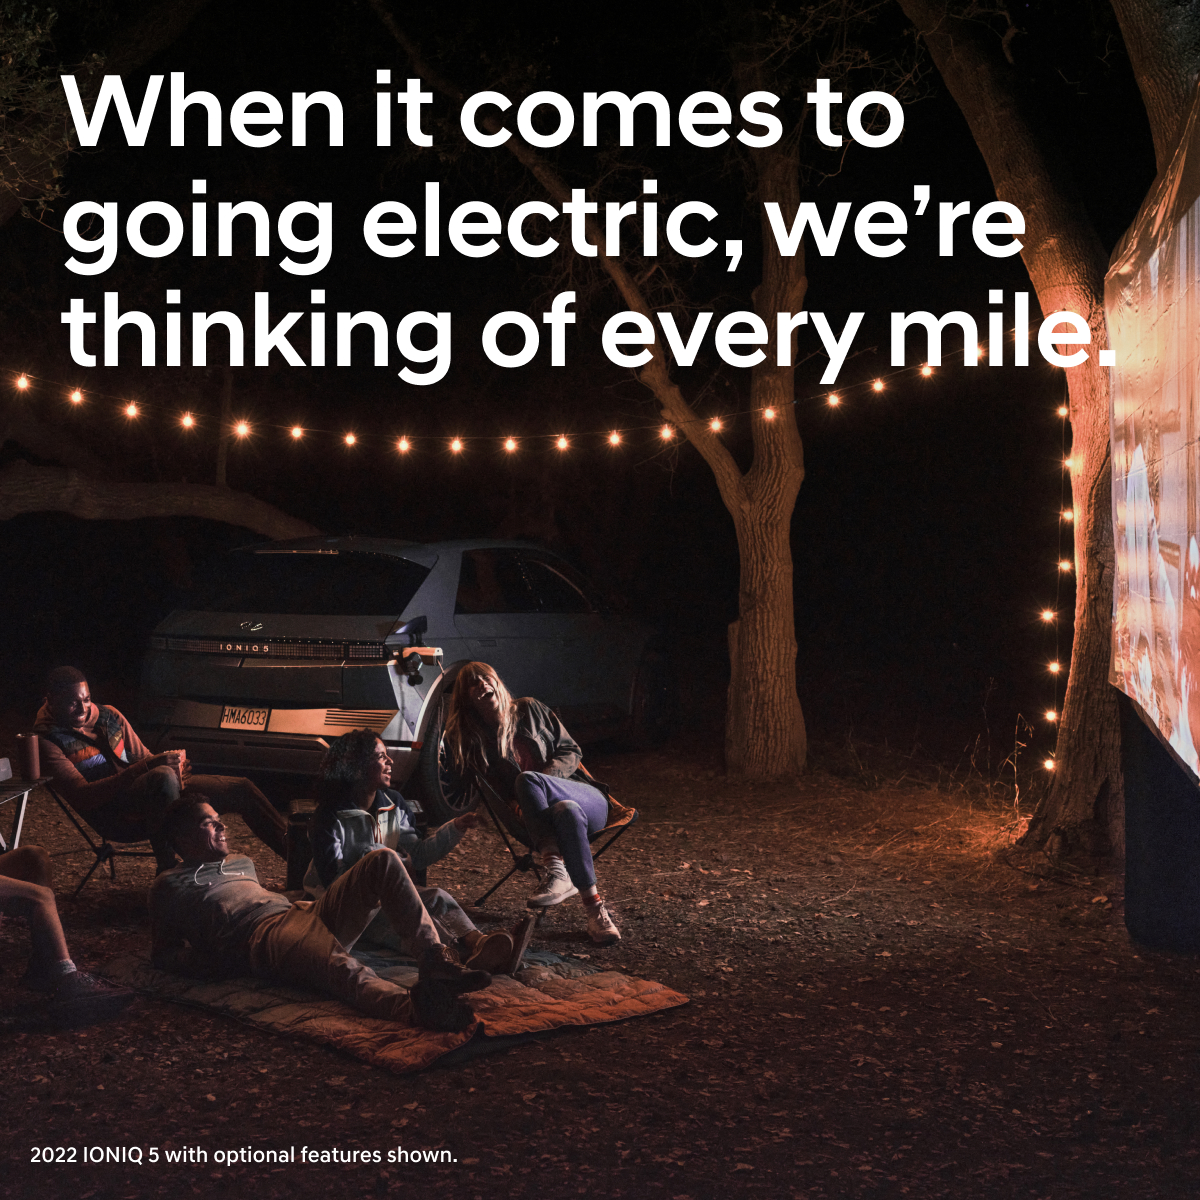 When it comes to
going electric, we’re
thinking of every mile.
IONIQ 5
HMA6033
2022 IONIQ 5 with optional features shown.